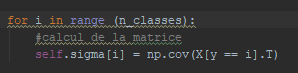 for i in range (n_classes):
#calcul de la matrice
self.sigma[i] = np.cov(X[y == i].T)